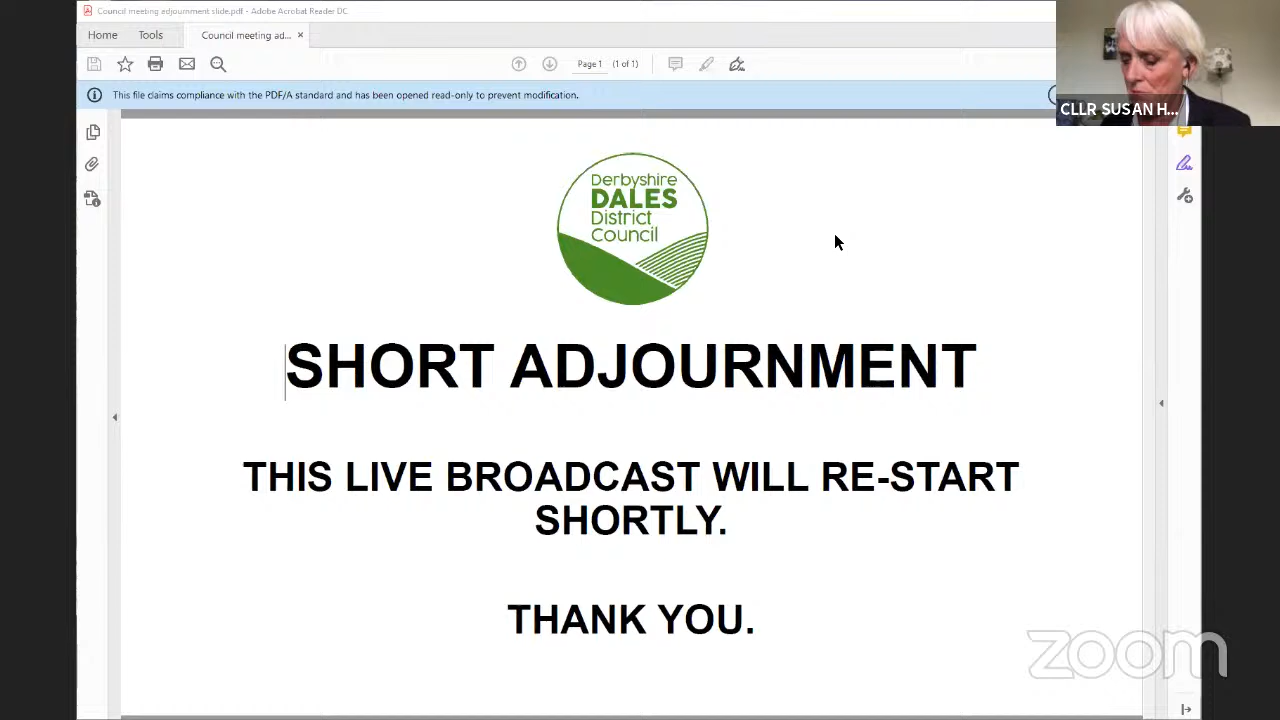 Council meeting adjournment slide.pdf - Adobe Acrobat Reader DC
Home
Tools
Council meeting ad...
Page 1
(1 of 1)
This file claims compliance with the PDF/A standard and has been opened read-only to prevent modification.
CLLR SUSAN H...
Derbyshire
DALES
District
Council
SHORT ADJOURNMENT
THIS LIVE BROADCAST WILL RE-START
SHORTLY.
THANK YOU.
zoom